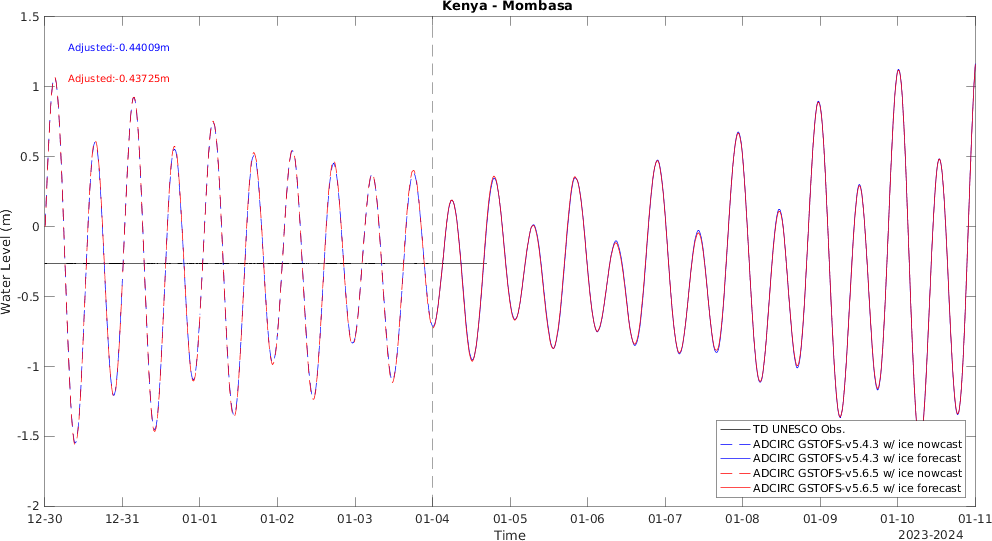 Kenya - Mombasa
Adjusted:-0.44009m
Adjusted:-0.43725m
1.5
1
0.5
0
-0.5
-1
-1.5
-2
Water Level (m)
TD UNESCO Obs.
ADCIRC GSTOFS-v5.4.3 w/ ice nowcast
ADCIRC GSTOFS-v5.4.3 w/ ice forecast
ADCIRC GSTOFS-v5.6.5 w/ ice nowcast
ADCIRC GSTOFS-v5.6.5 w/ ice forecast
12-30 12-31 01-01 01-02 01-03 01-04 01-05 01-06 01-07 01-08 01-09 01-10 01-11
Time
2023-2024